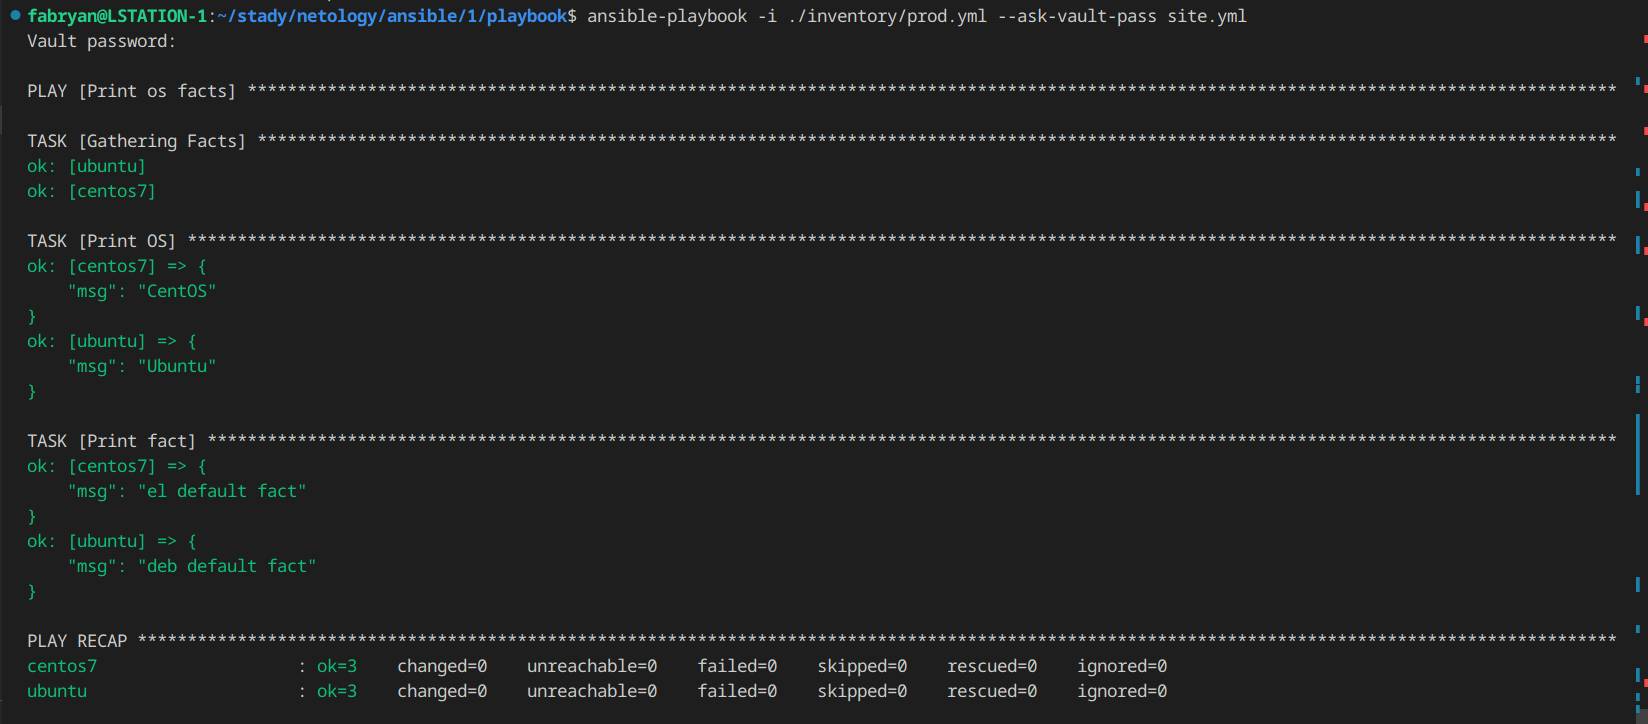 fabryan@LSTATION-1:~/stady/netology/ansible/1/playbook$ ansible-playbook -i ./inventory/prod.yml --ask-vault-pass site.yml
Vault password:
PLAY [Print os facts] *****************************************************************************************************************************************
TASK [Gathering Facts] ****************************************************************************************************************************************
ok: [ubuntu]
ok: [centos7]
TASK [Print OS] ***********************************************************************************************************************************************
ok: [centos7] => {
    "msg": "CentOS"
}
ok: [ubuntu] => {
    "msg": "Ubuntu"
}
TASK [Print fact] *********************************************************************************************************************************************
ok: [centos7] => {
    "msg": "el default fact"
}
ok: [ubuntu] => {
    "msg": "deb default fact"
}
PLAY RECAP ****************************************************************************************************************************************************
centos7                    : ok=3    changed=0    unreachable=0    failed=0    skipped=0    rescued=0    ignored=0
ubuntu                     : ok=3    changed=0    unreachable=0    failed=0    skipped=0    rescued=0    ignored=0